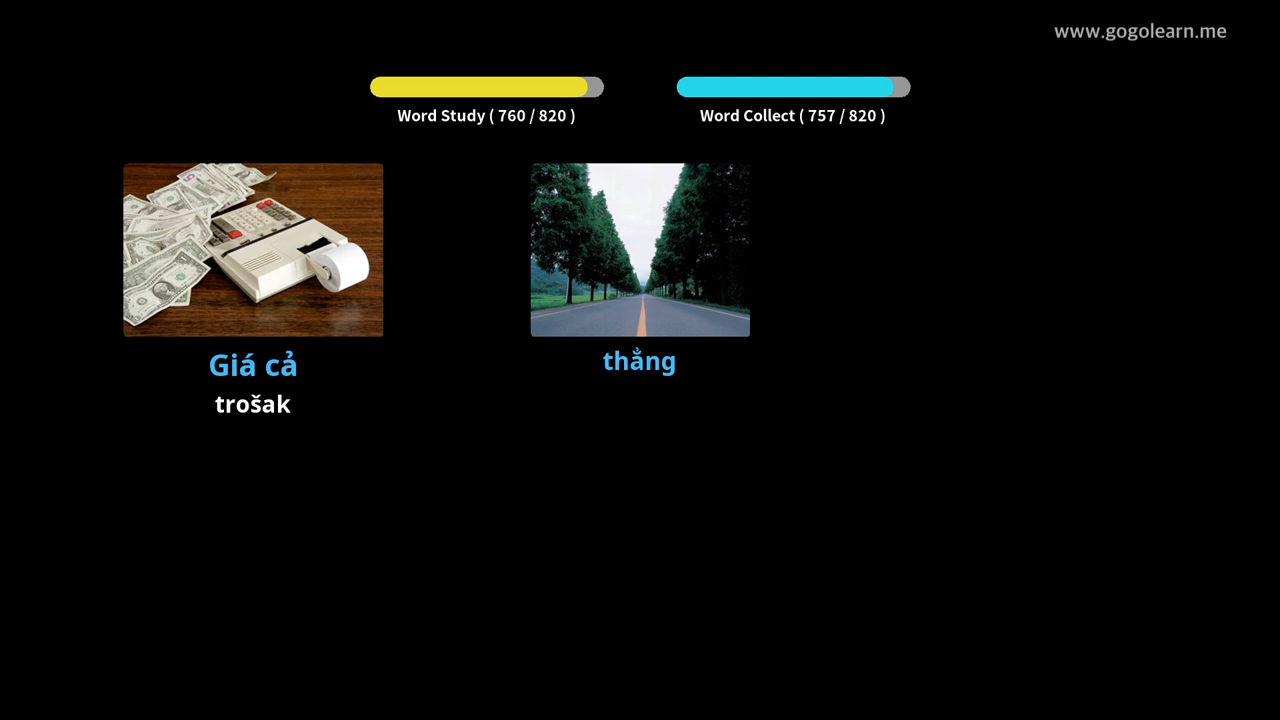 www.gogolearn.me
Word Study ( 760 / 820 )
Word Collect ( 757 / 820 )
Giá cả
trošak
thẳng